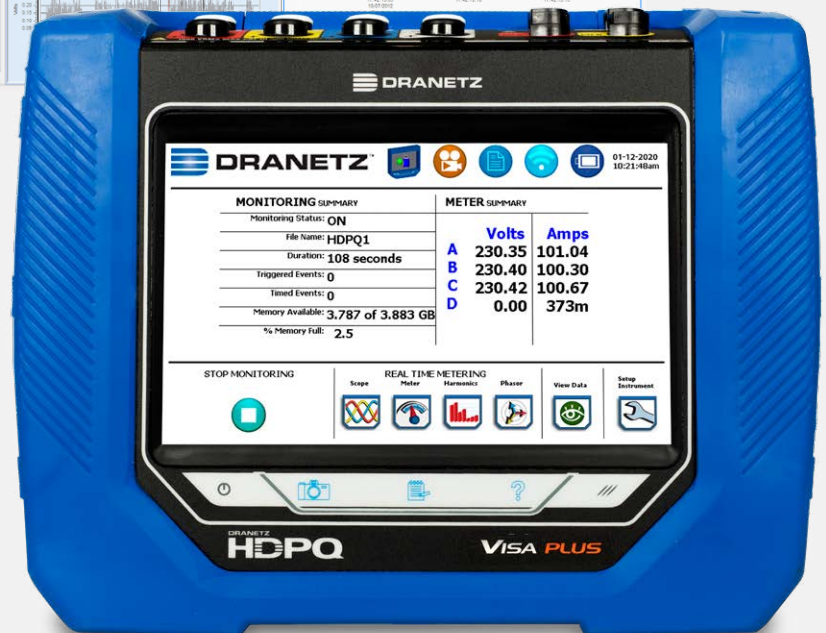 DRANETZ
DRANETZ
01-12-2020
10:21:48am
MONITORING SUMMARY
Monitoring Status: ON
File Name: HDPQ1
Duration: 108 seconds
Triggered Events: 0
Timed Events: 0
Memory Available: 3.787 of 3.883 GB
% Memory Full: 2.5
METER SUMMARY
Volts Amps
A 230.35 101.04
B 230.40 100.30
C 230.42 100.67
D 0.00 373m
STOP MONITORING
REAL TIME METERING
Scope Meter Harmonics Phasor
View Data
Setup
Instrument
DRANETZ
HDPQ
VISA PLUS